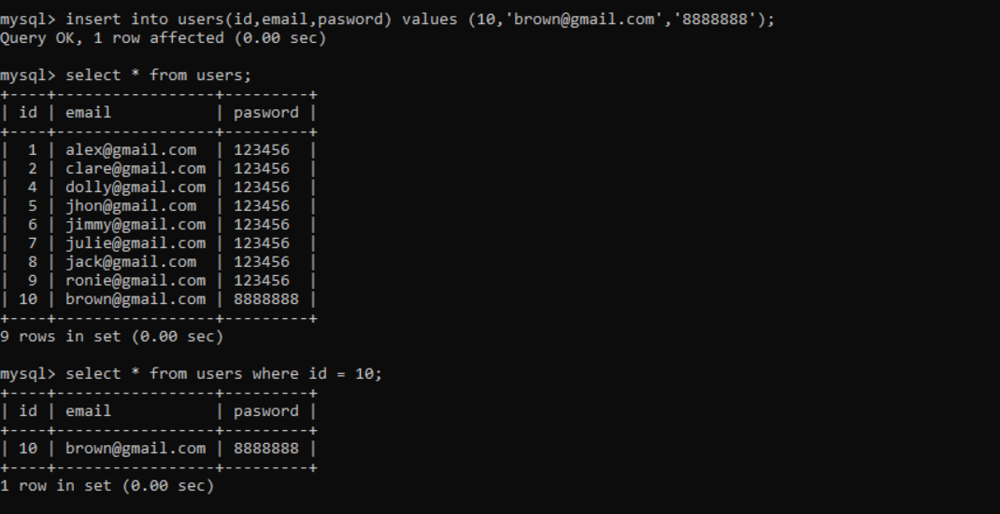 mysql> insert into users(id,email,pasword) values (10,'brown@gmail.com','8888888');
Query OK, 1 row affected (0.00 sec)
mysql> select * from users;
+----+-----------------+---------+
| id | email           | pasword |
+----+-----------------+---------+
|  1 | alex@gmail.com  | 123456  |
|  2 | clare@gmail.com | 123456  |
|  4 | dolly@gmail.com | 123456  |
|  5 | jhon@gmail.com  | 123456  |
|  6 | jimmy@gmail.com | 123456  |
|  7 | julie@gmail.com | 123456  |
|  8 | jack@gmail.com  | 123456  |
|  9 | ronie@gmail.com | 123456  |
| 10 | brown@gmail.com | 8888888 |
+----+-----------------+---------+
9 rows in set (0.00 sec)
mysql> select * from users where id = 10;
+----+-----------------+---------+
| id | email           | pasword |
+----+-----------------+---------+
| 10 | brown@gmail.com | 8888888 |
+----+-----------------+---------+
1 row in set (0.00 sec)